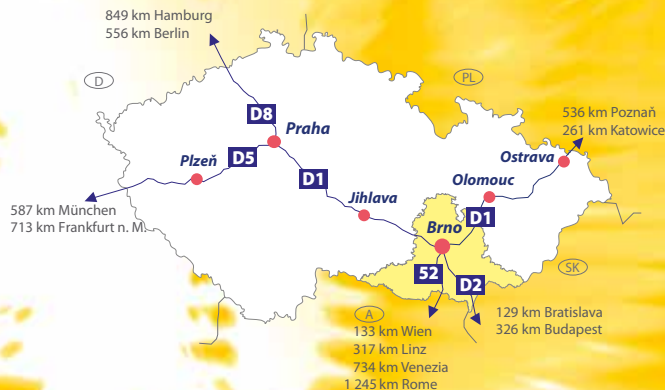 849 km Hamburg
556 km Berlin
D
PL
536 km Poznaň
261 km Katowice
D8
Praha
Ostrava
Plzeň
D5
D1
Olomouc
Jihlava
587 km München
713 km Frankfurt n. M.
D1
Brno
SK
52
D2
A
129 km Bratislava
326 km Budapest
133 km Wien
317 km Linz
734 km Venezia
1 245 km Rome